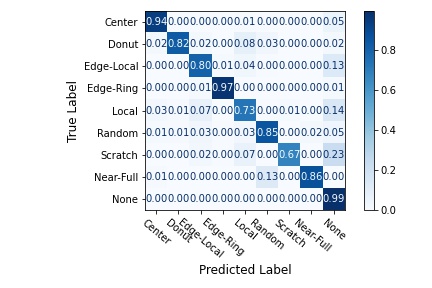 Center 0.94 0.00 0.00 0.00 0.01 0.00 0.00 0.00 0.05
Donut 0.02 0.82 0.02 0.00 0.08 0.03 0.00 0.00
Edge-Local 0.00 0.00 0.80 0.01 0.04 0.00 0.00 0.00 0.13
Edge-Ring 0.00 0.00 0.01 0.97 0.00 0.00 0.00 0.00 0.01
Local 0.03 0.01 0.07 0.00 0.73 0.00 0.01 0.00 0.14
Random 0.01 0.01 0.03 0.00 0.03 0.85 0.00 0.02 0.05
Scratch 0.00 0.00 0.02 0.00 0.07 0.00 0.67 0.00 0.23
Near-Full 0.01 0.00 0.00 0.00 0.00 0.13 0.00 0.86 0.00
None 0.00 0.00 0.00 0.00 0.00 0.00 0.00 0.00 0.99
True Label
Center
Donut
Edge-Local
Edge-Ring
Local
Random
Scratch
Near-Full
None
Predicted Label
0.8
0.6
0.4
0.2
0.0